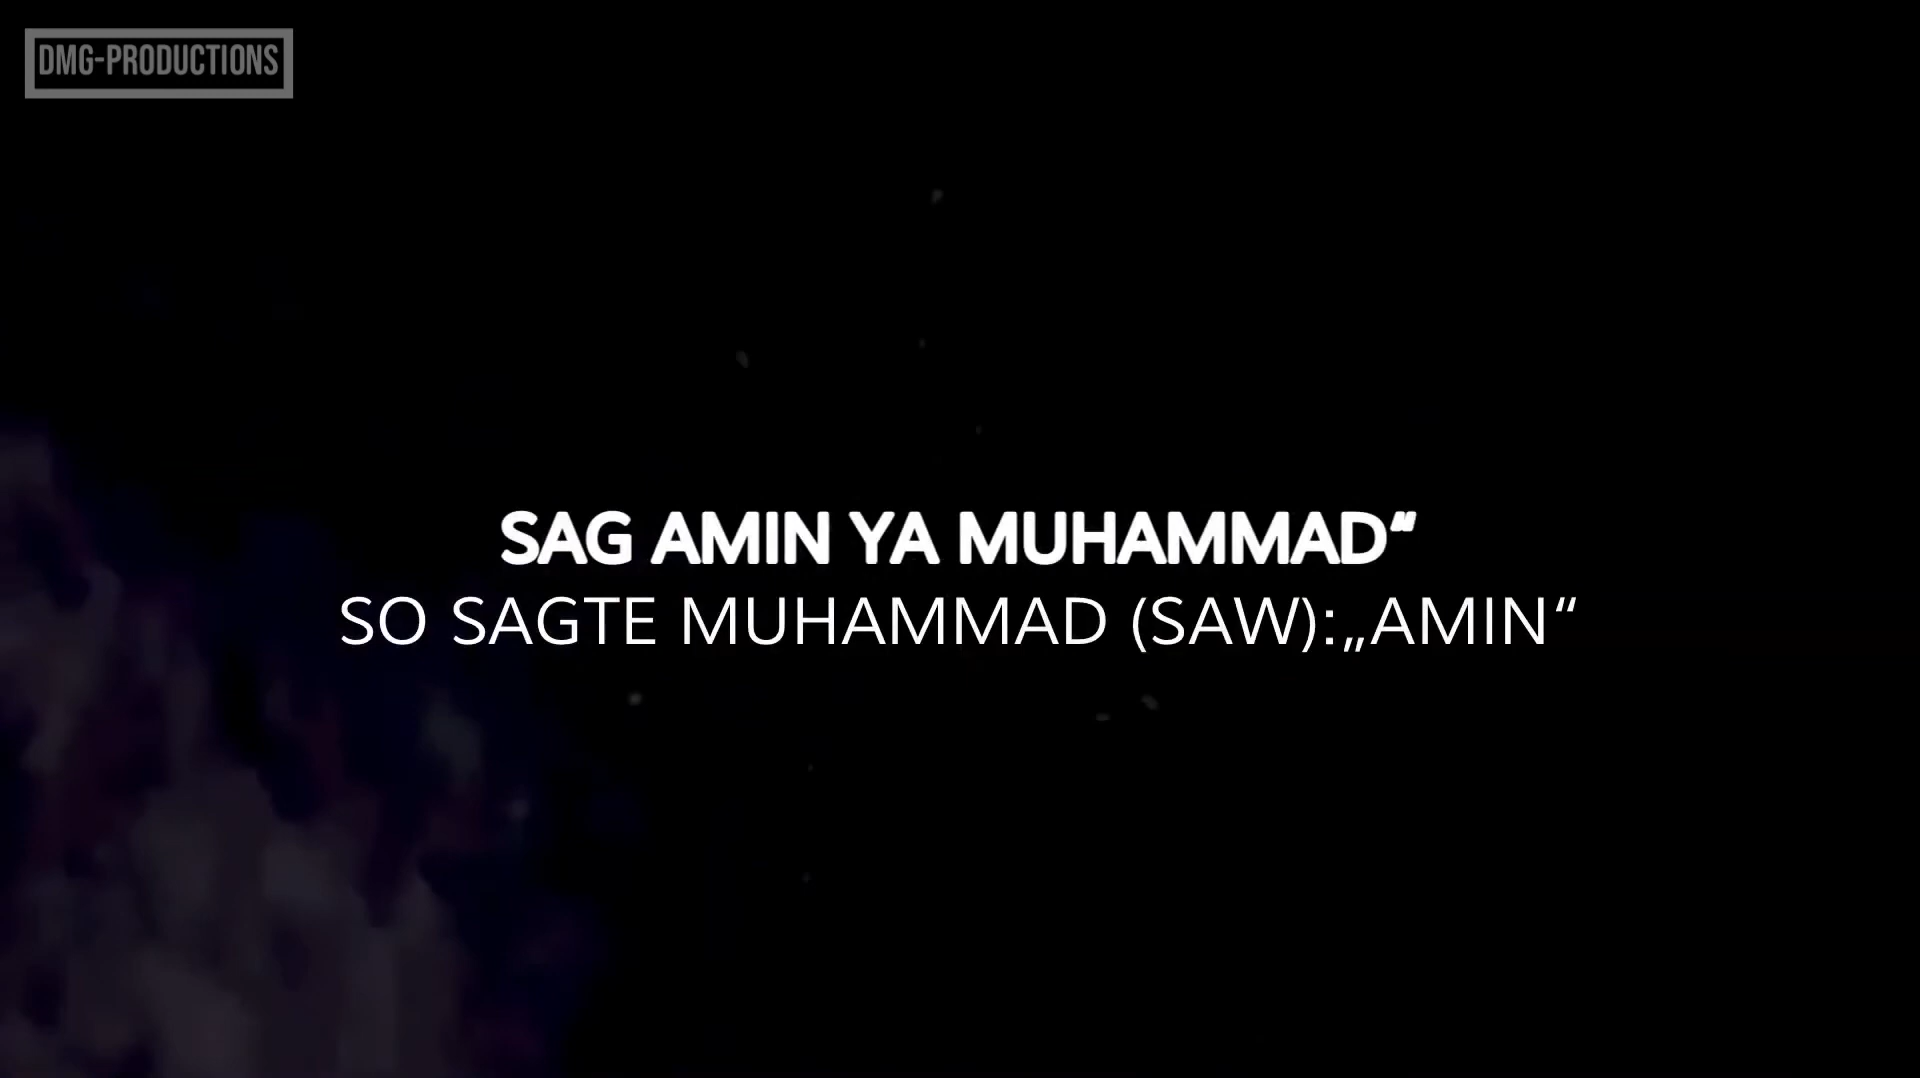 DMG-PRODUCTIONS
SAG AMIN YA MUHAMMAD“
SO SAGTE MUHAMMAD (SAW):„AMIN“